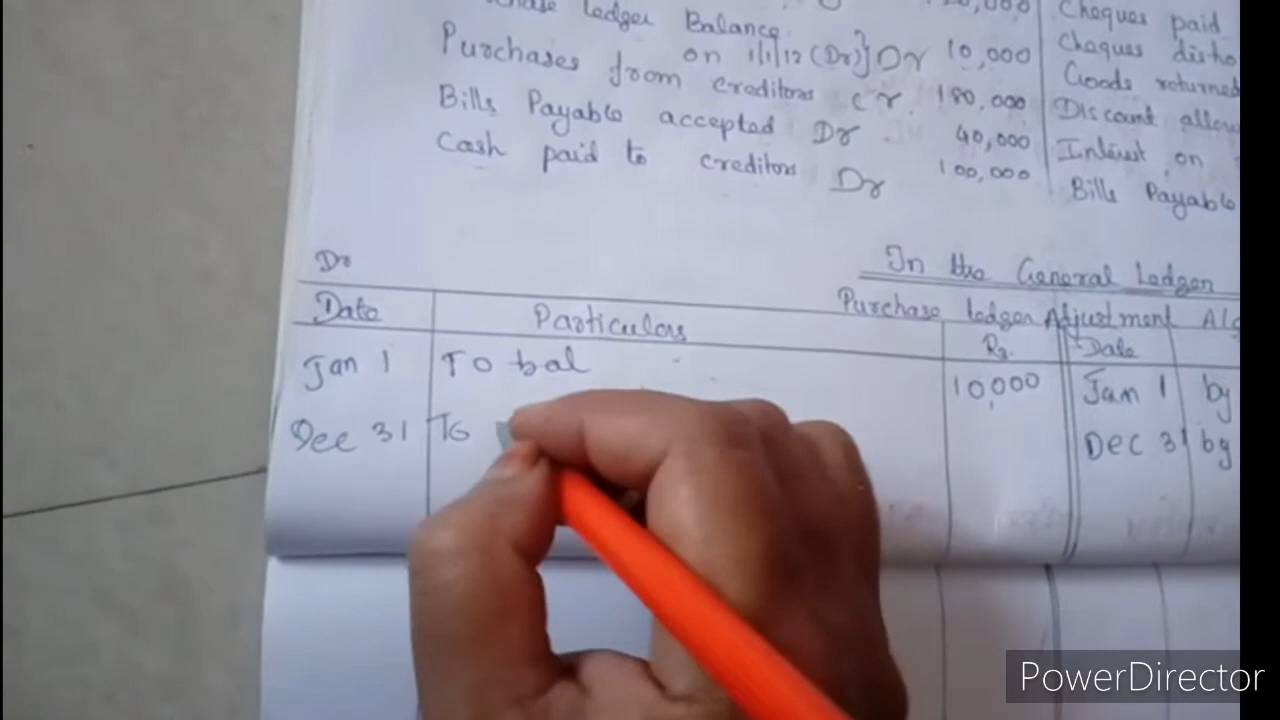 Ledger Balance
on 1/1/12 (Dr)} Dr 10,000
Purchases from creditors Cr 180,000
Bills Payable accepted Dr 40,000
Cash paid to creditors Dr 100,000
Cheques paid
Cheques disho
Goods returned
Discount allow
Interest on
Bills Payable
Dr
In the General Ledger
Purchase ledger Adjustment A/c
Date Particulars Rs. Date
Jan 1 To bal 10,000 Jan 1 by
Dec 31 To Dec 31 by
PowerDirector